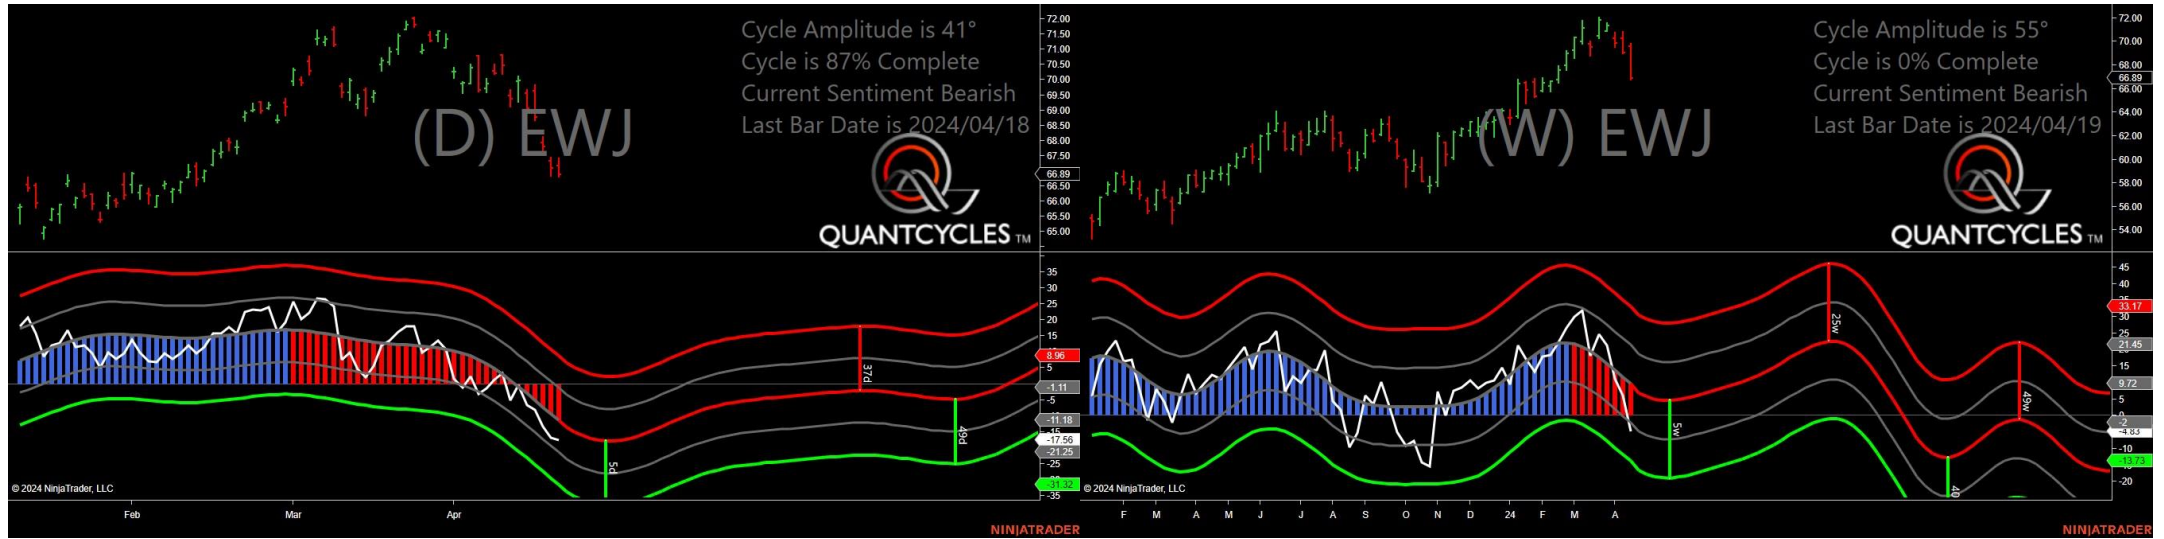 Cycle Amplitude is 41°
Cycle is 87% Complete
Current Sentiment Bearish
Last Bar Date is 2024/04/18
(D) EWJ
QUANTCYCLES TM
72.00
71.50
71.00
70.50
70.00
69.50
69.00
68.50
68.00
67.50
66.89
66.50
66.00
65.50
65.00
35
30
25
20
15
8.96
5
-1.11
-5
-11.18
-17.56
-21.25
-25
-31.32
-35
37d
49d
5d
© 2024 NinjaTrader, LLC
Feb Mar Apr
NINJATRADER
Cycle Amplitude is 55°
Cycle is 0% Complete
Current Sentiment Bearish
Last Bar Date is 2024/04/19
(W) EWJ
QUANTCYCLES TM
72.00
70.00
68.00
66.89
66.00
64.00
62.00
60.00
58.00
56.00
54.00
45
40
33.17
30
21.45
15
9.72
5
-2
-4.83
-10
-13.73
-20
25w
49w
5w
© 2024 NinjaTrader, LLC
F M A M J J A S O N D 24 F M A
NINJATRADER